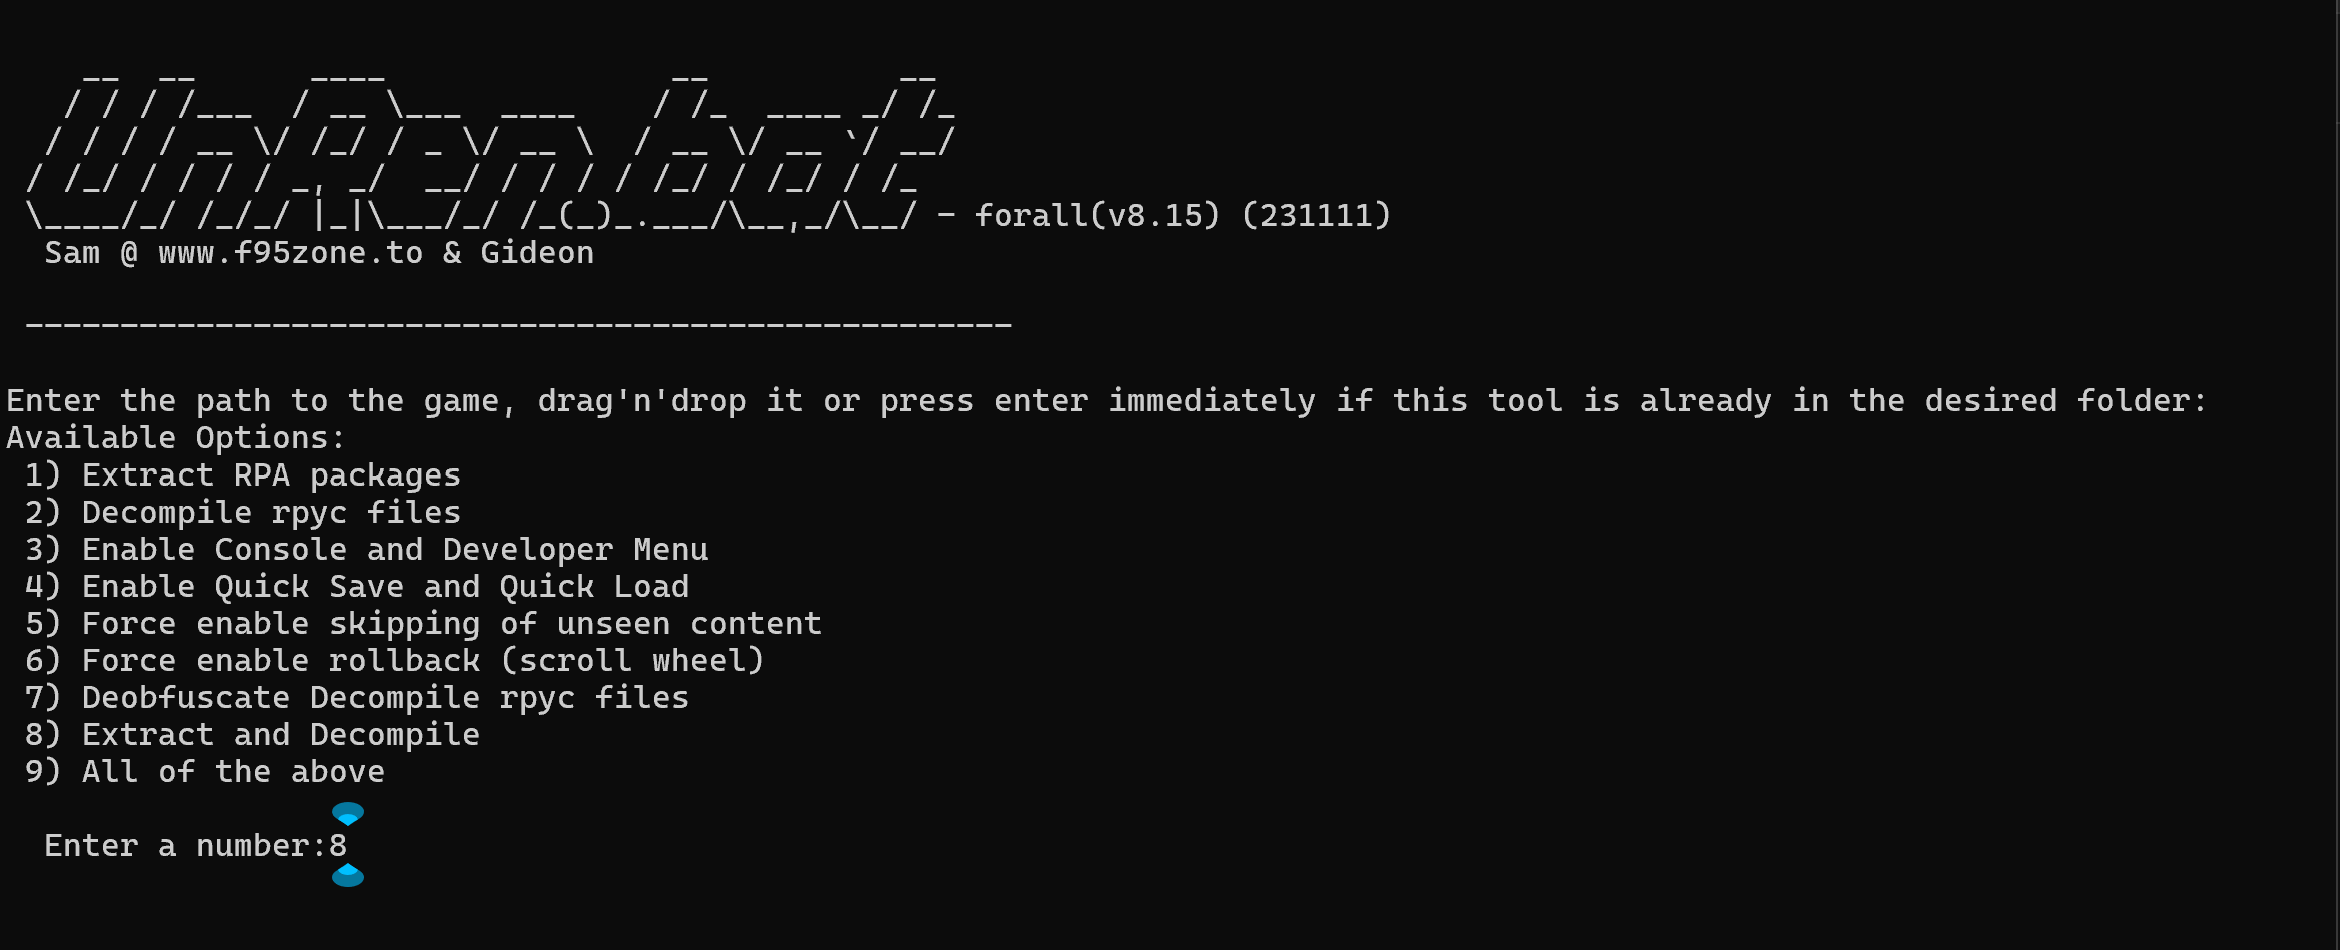 __  __      ____               __          __
   / / / /___  / __ \___  ____    / /_  ____ _/ /_
  / / / / __ \/ /_/ / _ \/ __ \  / __ \/ __ `/ __/
 / /_/ / / / / _, _/  __/ / / / / /_/ / /_/ / /_
 \____/_/ /_/_/ |_|\___/_/ /_(_)_.___/\__,_/\__/ - forall(v8.15) (231111)
Sam @ www.f95zone.to & Gideon
----------------------------------------------------
Enter the path to the game, drag'n'drop it or press enter immediately if this tool is already in the desired folder:
Available Options:
1) Extract RPA packages
2) Decompile rpyc files
3) Enable Console and Developer Menu
4) Enable Quick Save and Quick Load
5) Force enable skipping of unseen content
6) Force enable rollback (scroll wheel)
7) Deobfuscate Decompile rpyc files
8) Extract and Decompile
9) All of the above
Enter a number:8